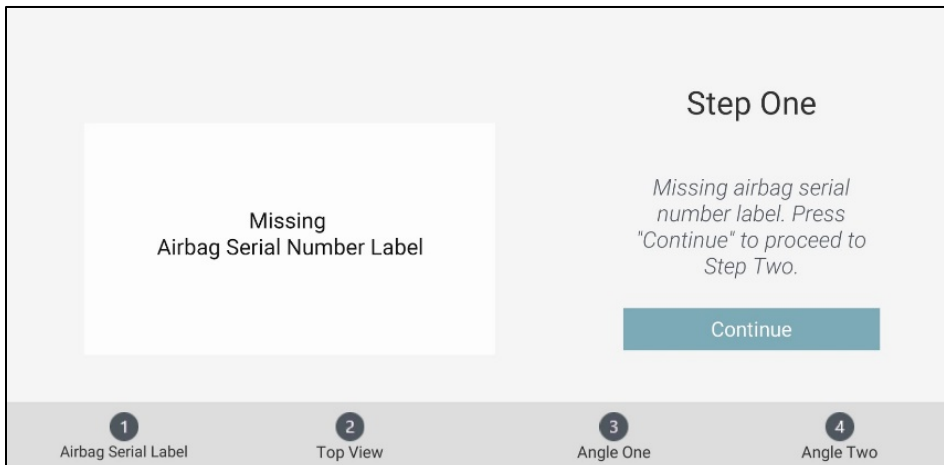 Step One
Missing
Airbag Serial Number Label
Missing airbag serial
number label. Press
"Continue" to proceed to
Step Two.
Continue
1
Airbag Serial Label
2
Top View
3
Angle One
4
Angle Two